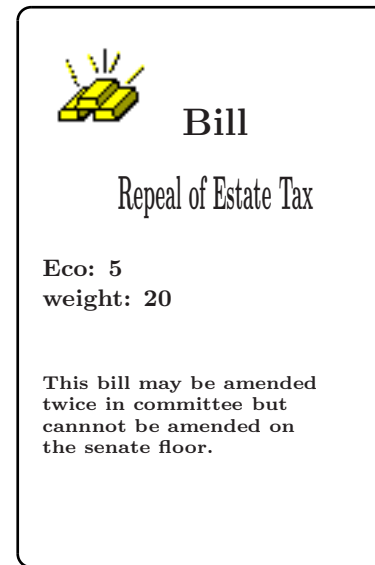 Bill
Repeal of Estate Tax
Eco: 5
weight: 20
This bill may be amended
twice in committee but
cannnot be amended on
the senate floor.